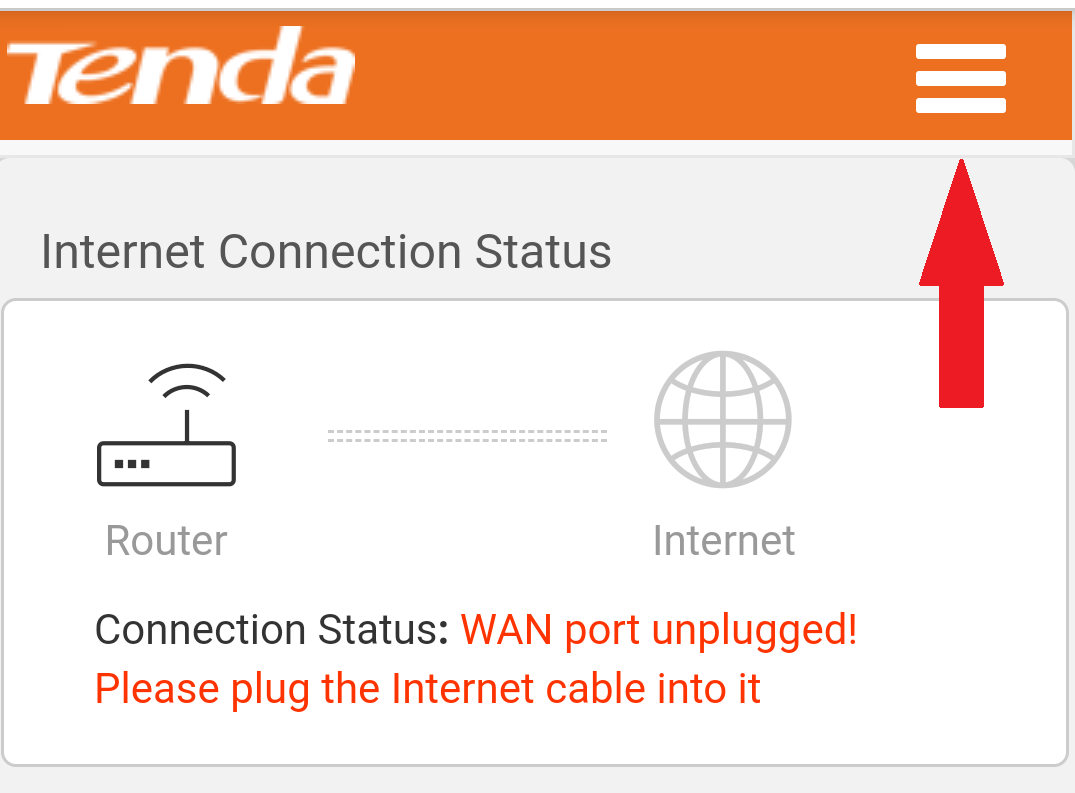 Tenda
Internet Connection Status
Router
Internet
Connection Status: WAN port unplugged!
Please plug the Internet cable into it